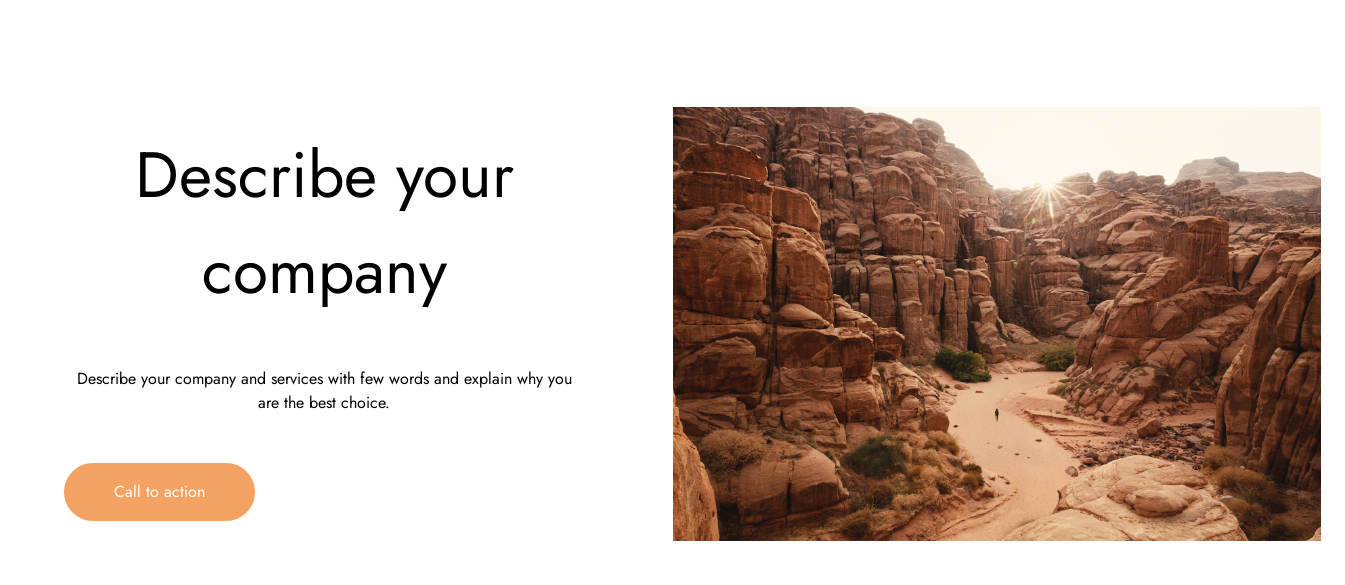 Describe your
company
Describe your company and services with few words and explain why you
are the best choice.
Call to action